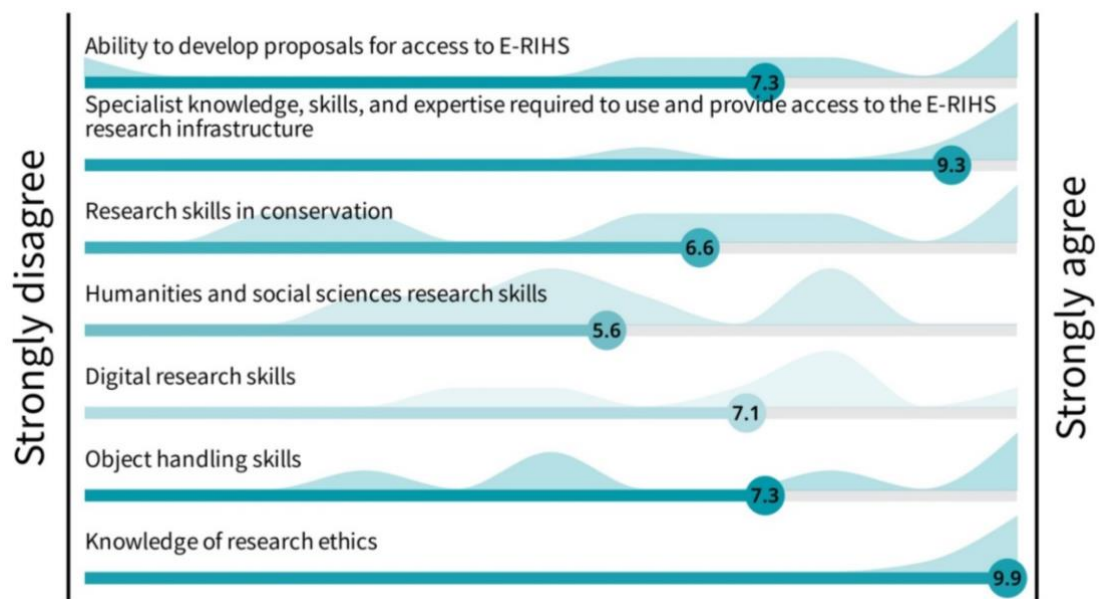 Strongly disagree
Ability to develop proposals for access to E-RIHS
7.3
Specialist knowledge, skills, and expertise required to use and provide access to the E-RIHS
research infrastructure
9.3
Research skills in conservation
6.6
Humanities and social sciences research skills
5.6
Digital research skills
7.1
Object handling skills
7.3
Knowledge of research ethics
9.9
Strongly agree